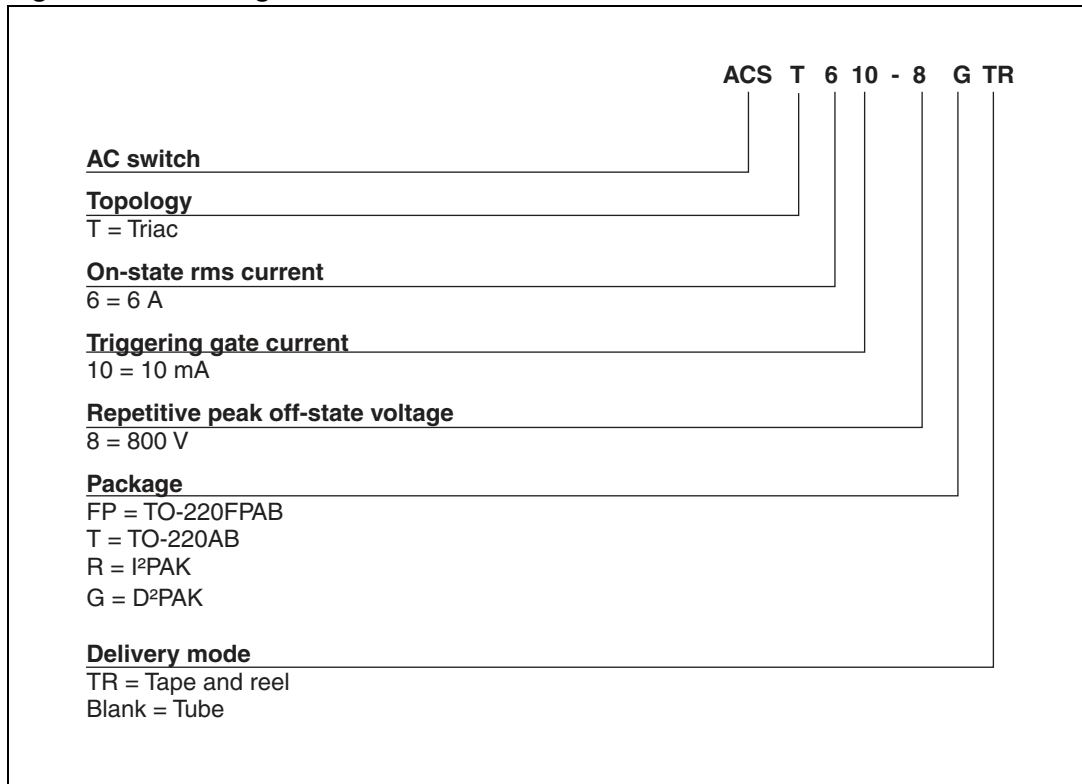 ACS T 6 10 - 8 G TR
AC switch
Topology
T = Triac
On-state rms current
6 = 6 A
Triggering gate current
10 = 10 mA
Repetitive peak off-state voltage
8 = 800 V
Package
FP = TO-220FPAB
T = TO-220AB
R = I²PAK
G = D²PAK
Delivery mode
TR = Tape and reel
Blank = Tube